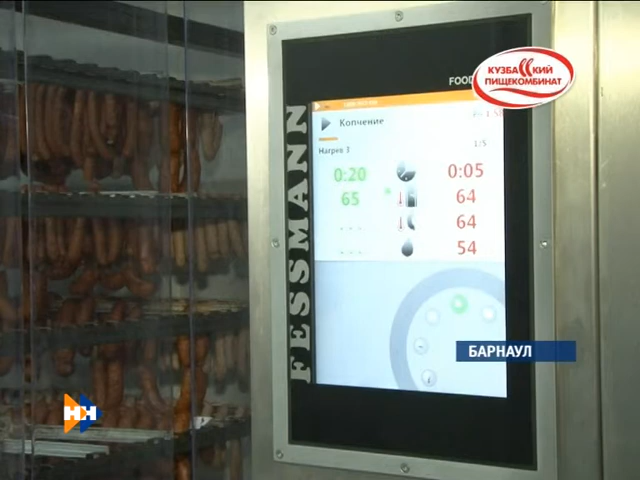 FOOD
КУЗБАССКИЙ
ПИЩЕКОМБИНАТ
FESSMANN
Копчение
Нагрев 3
1/5
0:20 0:05
65 64
--- 64
--- 54
БАРНАУЛ
НН